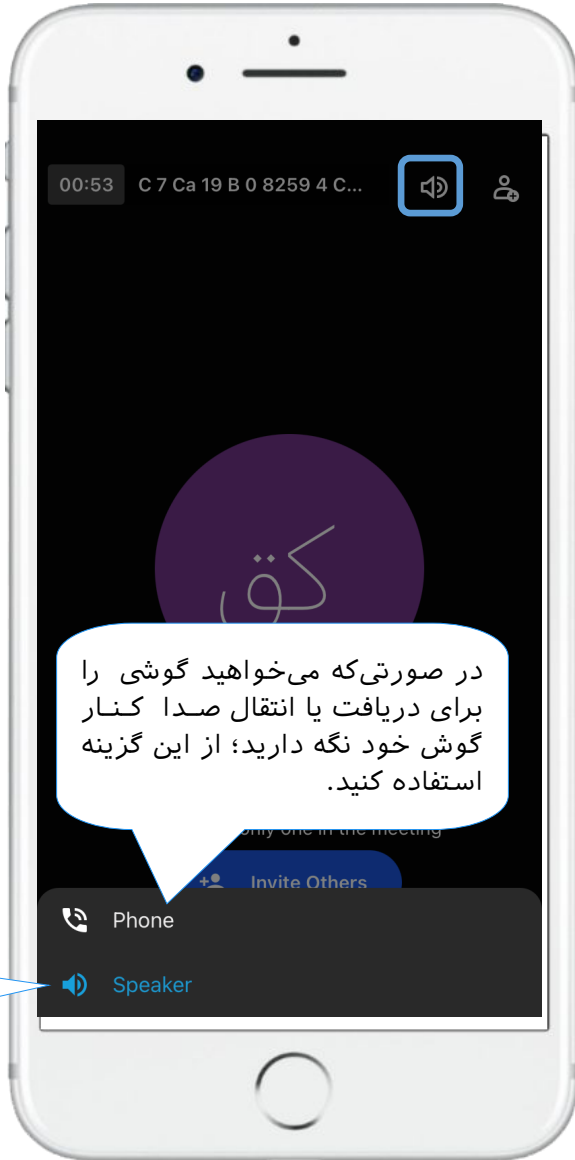 00:53 C 7 Ca 19 B 0 8259 4 C...
کق
در صورتی‌که می‌خواهید گوشی را
برای دریافت یا انتقال صدا کنار
گوش خود نگه دارید؛ از این گزینه
استفاده کنید.
only one in the meeting
Invite Others
Phone
Speaker